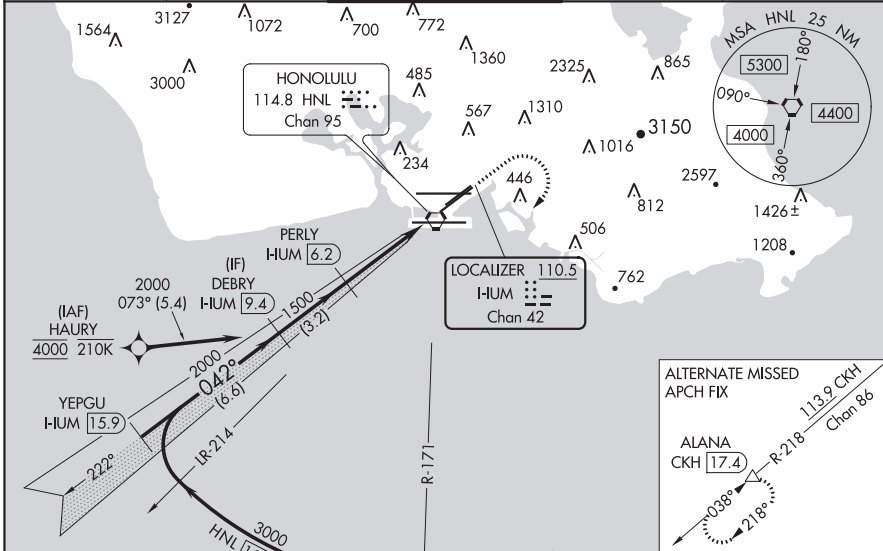 3127
1564
1072
700
772
1360
3000
HONOLULU
114.8 HNL
Chan 95
485
2325
865
567
1310
1016
3150
234
446
2597
812
1426±
506
1208
762
MSA HNL 25 NM
5300
180°
090°
4400
4000
360°
PERLY
I-IUM 6.2
(IF)
DEBRY
I-IUM 9.4
2000
073° (5.4)
1500
(3.2)
LOCALIZER 110.5
I-IUM
Chan 42
(IAF)
HAURY
4000 210K
2000
042°
(6.6)
YEPGU
I-IUM 15.9
222°
LR-214
R-171
3000
ALTERNATE MISSED
APCH FIX
113.9 CKH
Chan 86
R-218
ALANA
CKH 17.4
038°
218°
HNL